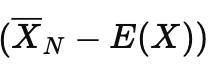 (X̅_N − E(X))